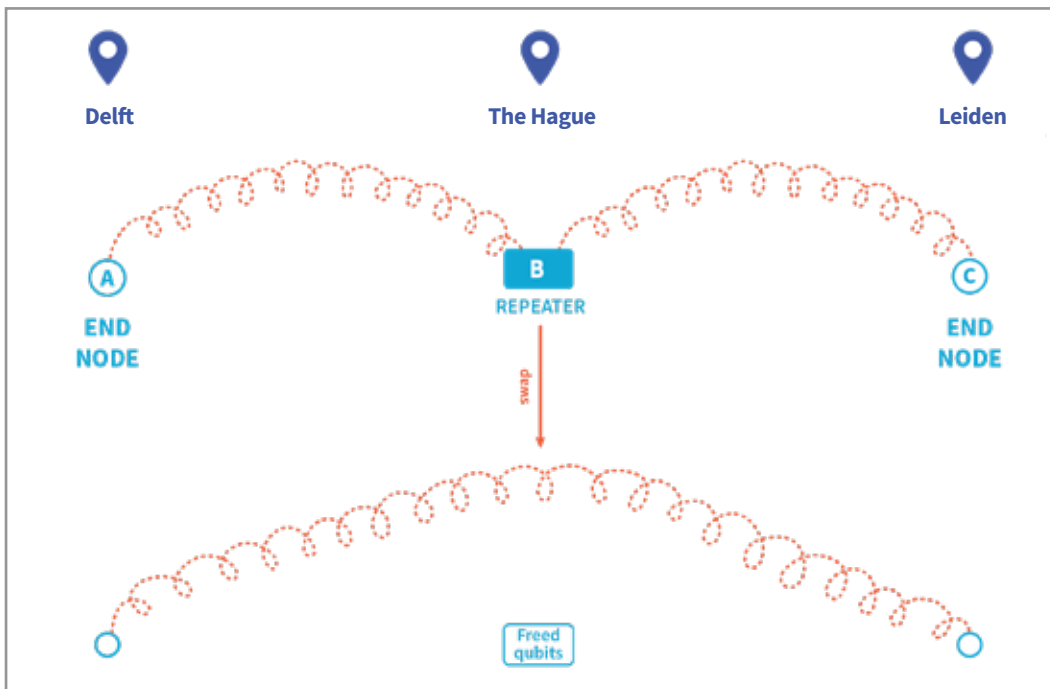 Delft
The Hague
Leiden
A
B
C
REPEATER
END
NODE
END
NODE
swap
Freed
qubits